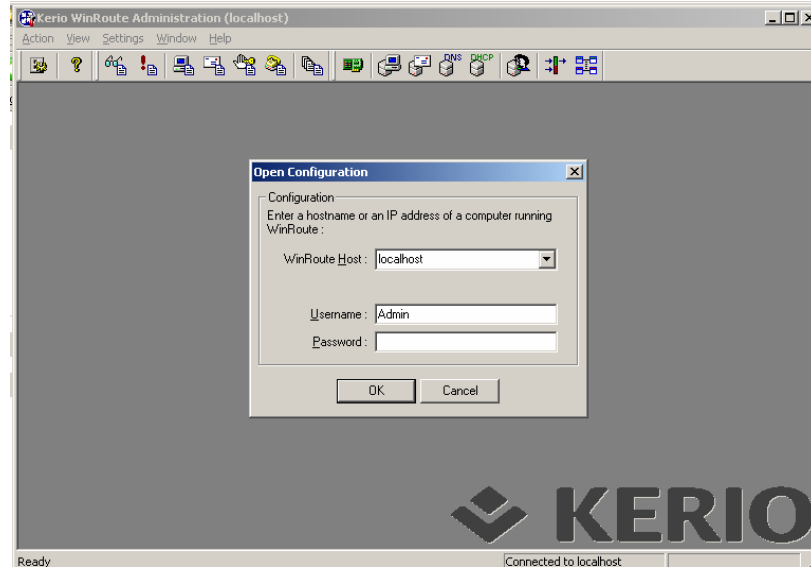 Kerio WinRoute Administration (localhost)
Action View Settings Window Help
DNS DHCP
Open Configuration
Configuration
Enter a hostname or an IP address of a computer running
WinRoute :
WinRoute Host : localhost
Username : Admin
Password :
OK Cancel
KERIO
Ready Connected to localhost